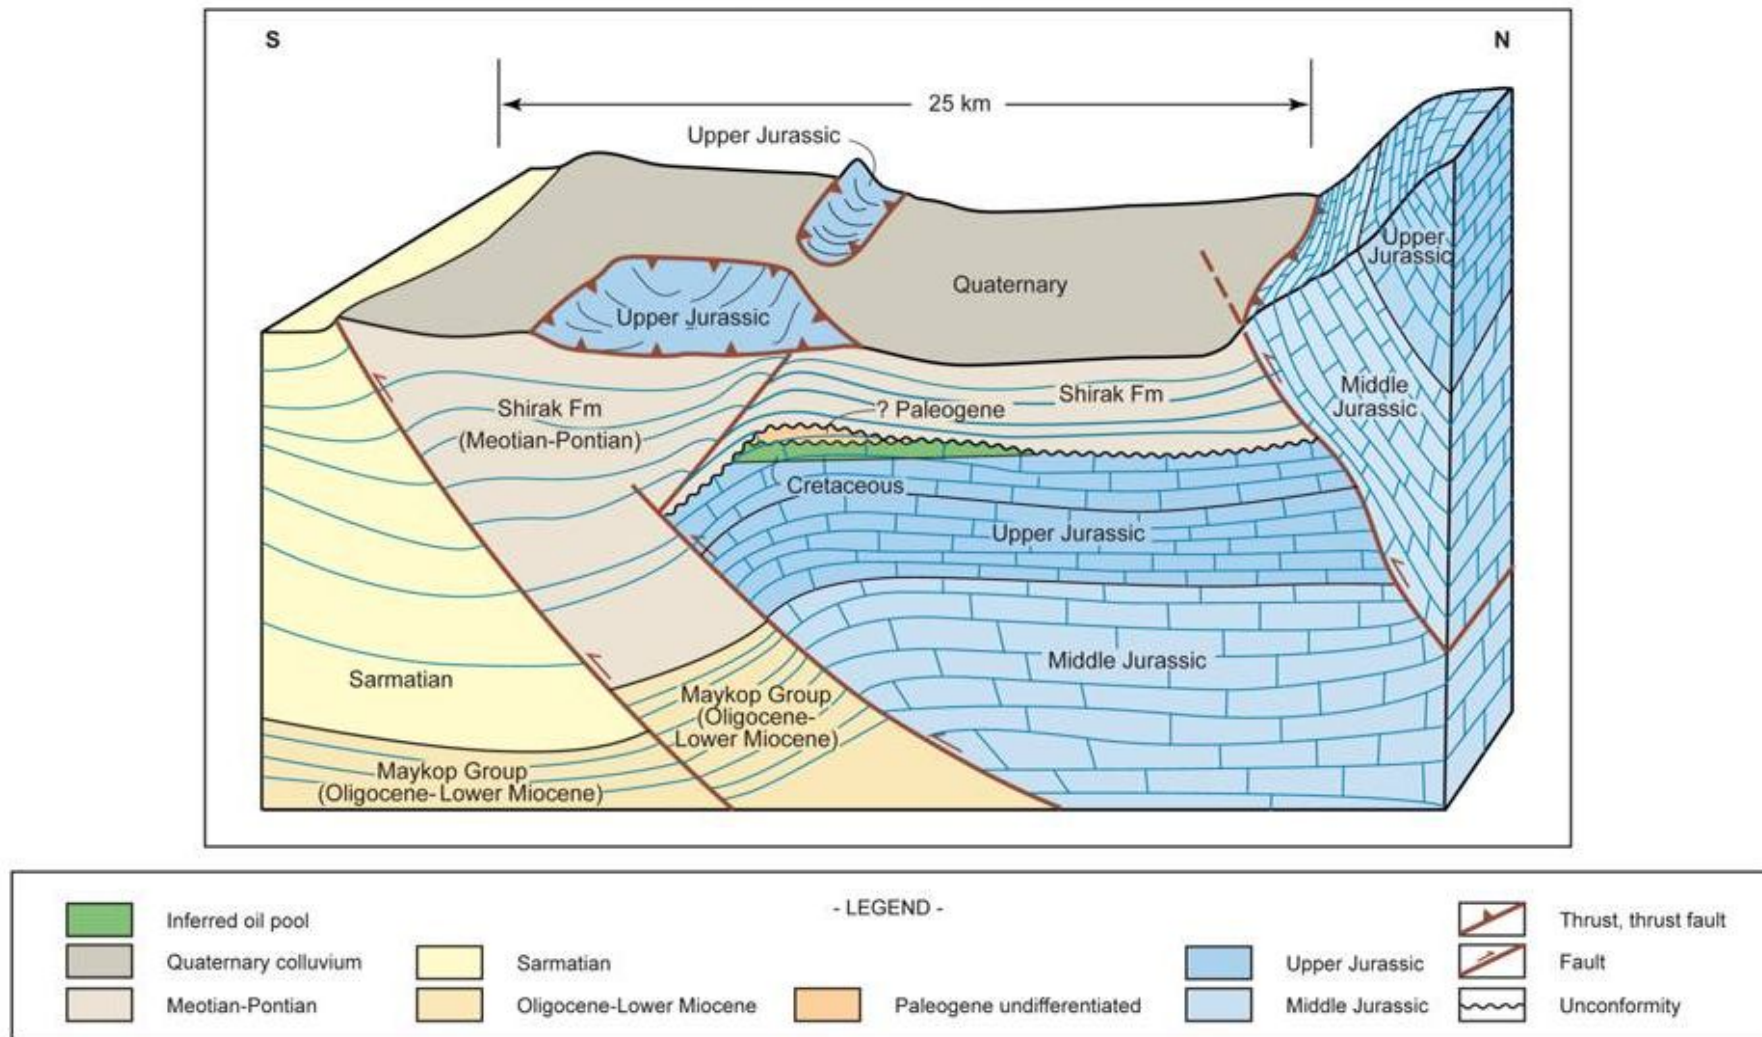 S
N
25 km
Upper Jurassic
Upper
Jurassic
Quaternary
Upper Jurassic
Middle
Jurassic
Shirak Fm
(Meotian-Pontian)
? Paleogene
Shirak Fm
Cretaceous
Upper Jurassic
Middle Jurassic
Sarmatian
Maykop Group
(Oligocene-
Lower Miocene)
Maykop Group
(Oligocene- Lower Miocene)
- LEGEND -
Inferred oil pool
Thrust, thrust fault
Quaternary colluvium
Sarmatian
Upper Jurassic
Fault
Meotian-Pontian
Oligocene-Lower Miocene
Paleogene undifferentiated
Middle Jurassic
Unconformity